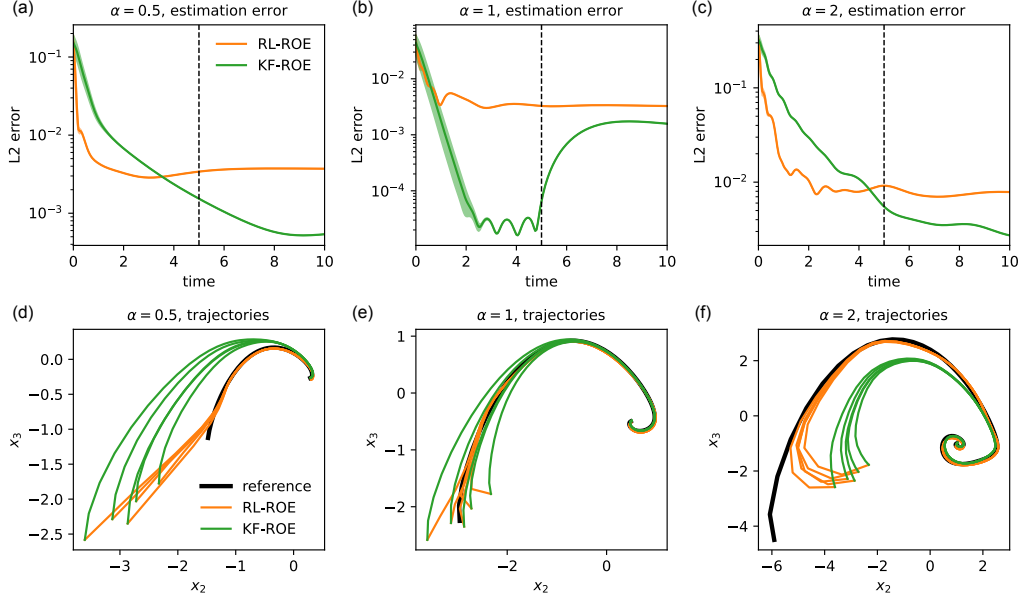 (a)
α = 0.5, estimation error
L2 error
10⁻¹
10⁻²
10⁻³
RL-ROE
KF-ROE
0 2 4 6 8 10
time
(b)
α = 1, estimation error
L2 error
10⁻²
10⁻³
10⁻⁴
0 2 4 6 8 10
time
(c)
α = 2, estimation error
L2 error
10⁻¹
10⁻²
0 2 4 6 8 10
time
(d)
α = 0.5, trajectories
x₃
0.0
−0.5
−1.0
−1.5
−2.0
−2.5
reference
RL-ROE
KF-ROE
−3 −2 −1 0
x₂
(e)
α = 1, trajectories
x₃
1
0
−1
−2
−3 −2 −1 0 1
x₂
(f)
α = 2, trajectories
x₃
2
0
−2
−4
−6 −4 −2 0 2
x₂